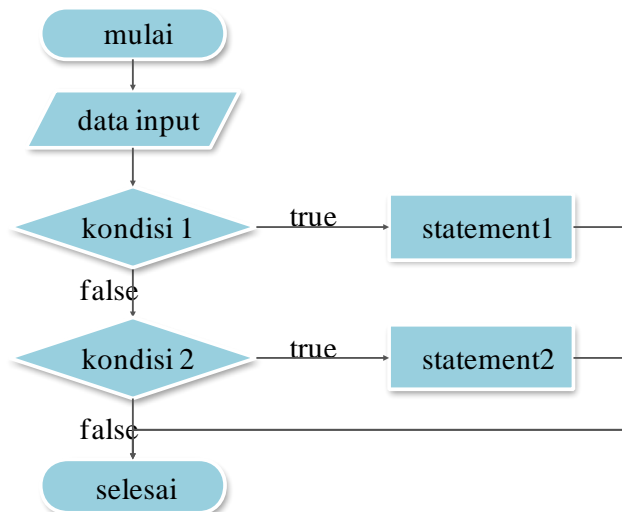 mulai
data input
kondisi 1
true
statement1
false
kondisi 2
true
statement2
false
selesai